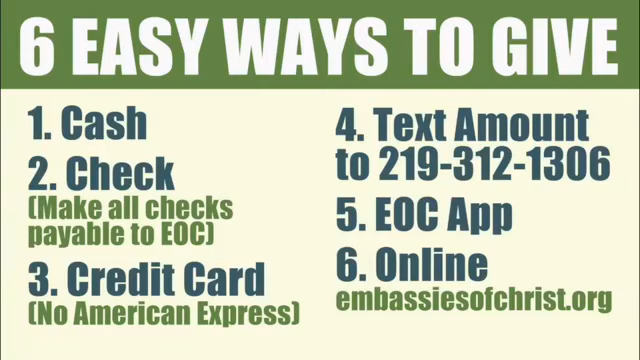 6 EASY WAYS TO GIVE
1. Cash
2. Check
(Make all checks
payable to EOC)
3. Credit Card
(No American Express)
4. Text Amount
to 219-312-1306
5. EOC App
6. Online
embassiesofchrist.org